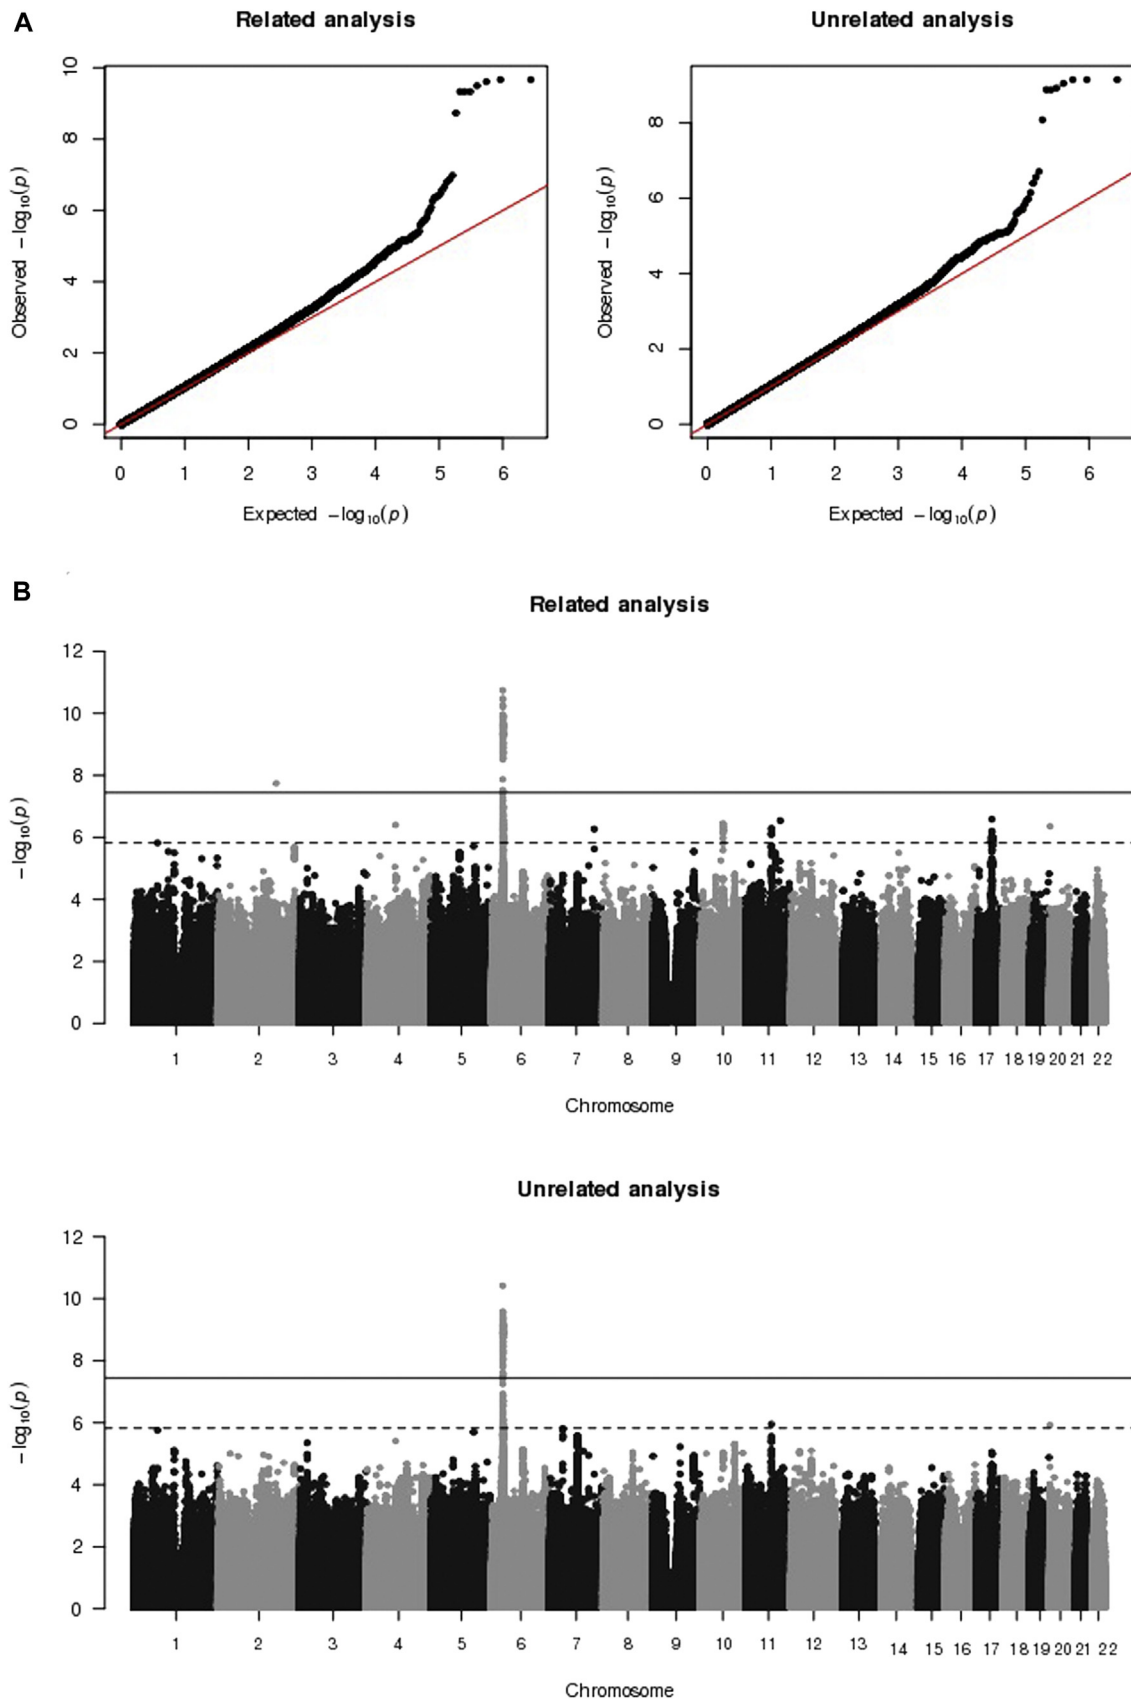 A
Related analysis
Unrelated analysis
10
8
6
4
2
0
Observed −log10(p)
0 1 2 3 4 5 6
Expected −log10(p)
8
6
4
2
0
Observed −log10(p)
0 1 2 3 4 5 6
Expected −log10(p)
B
Related analysis
12
10
8
6
4
2
0
−log10(p)
1 2 3 4 5 6 7 8 9 10 11 12 13 14 15 16 17 18 19 20 21 22
Chromosome
Unrelated analysis
12
10
8
6
4
2
0
−log10(p)
1 2 3 4 5 6 7 8 9 10 11 12 13 14 15 16 17 18 19 20 21 22
Chromosome